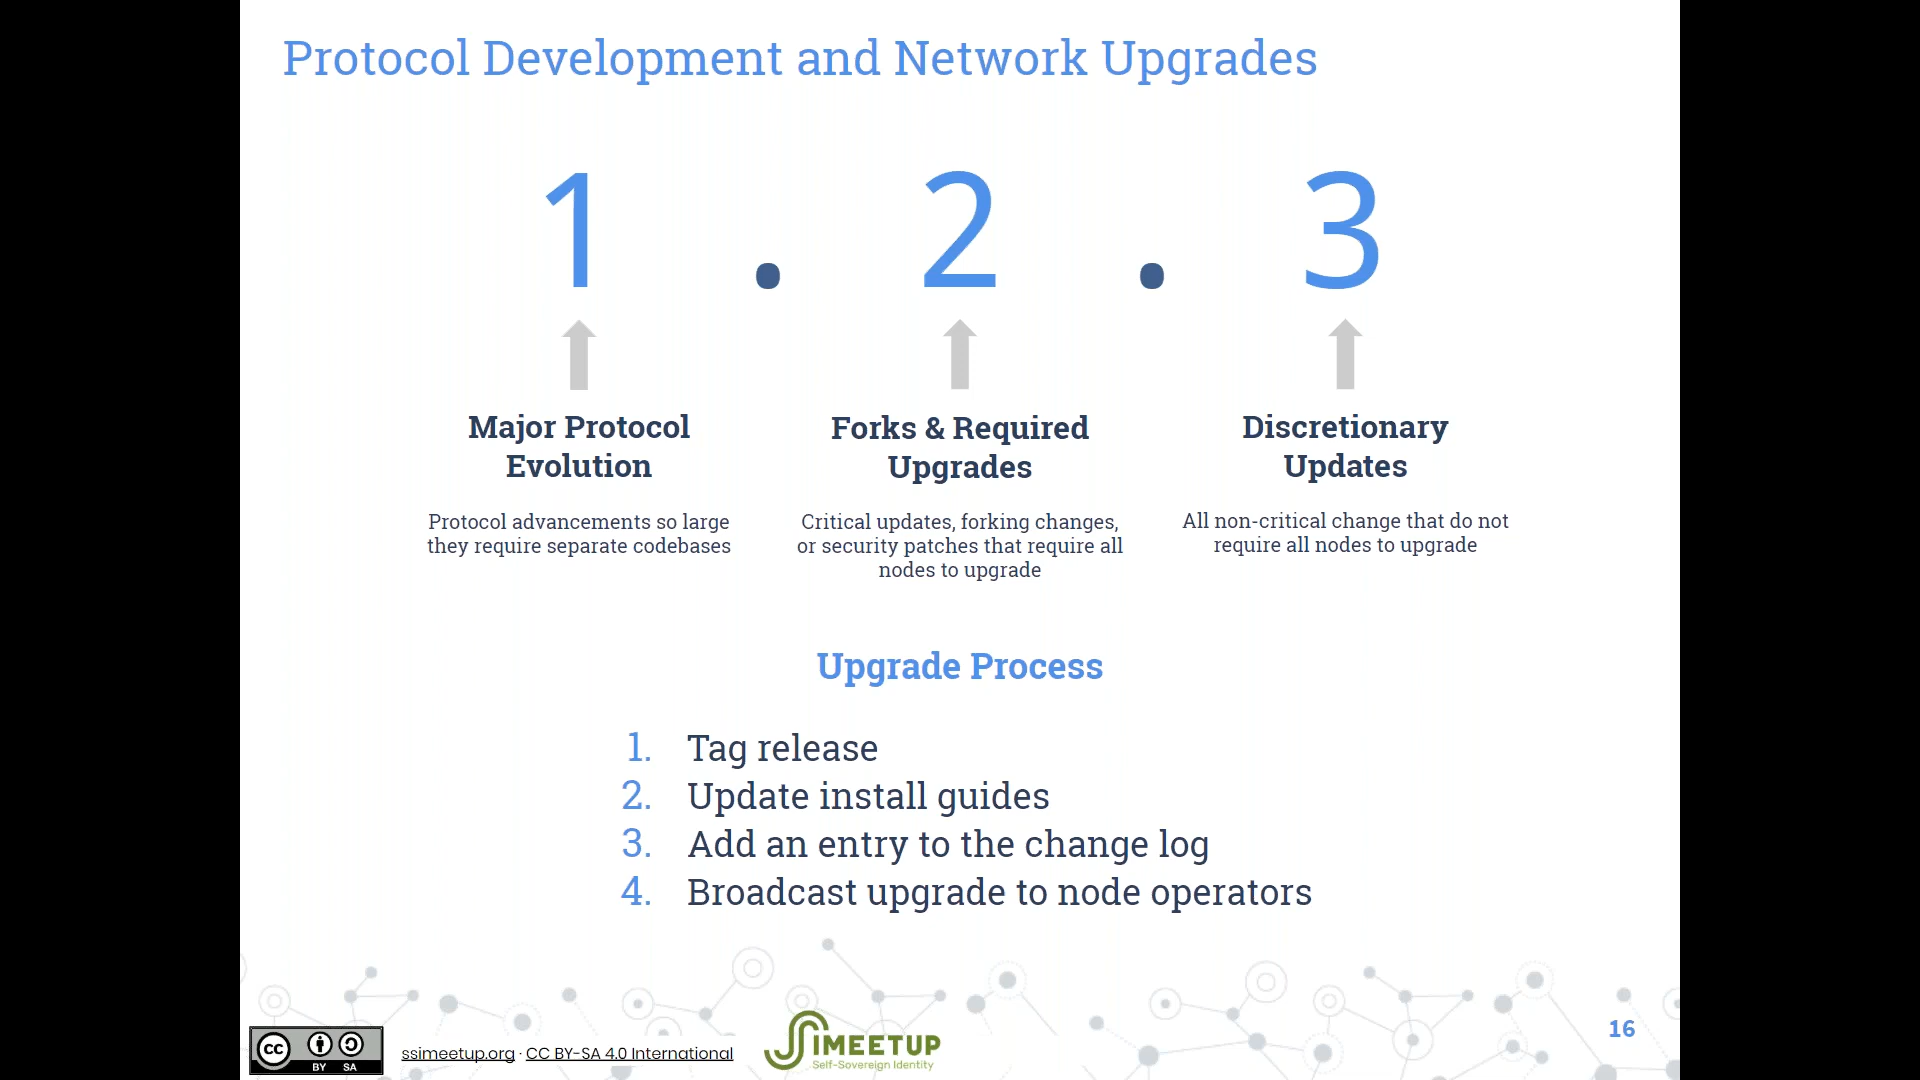 Protocol Development and Network Upgrades
1 . 2 . 3
Major Protocol
Evolution
Protocol advancements so large
they require separate codebases
Forks & Required
Upgrades
Critical updates, forking changes,
or security patches that require all
nodes to upgrade
Discretionary
Updates
All non-critical change that do not
require all nodes to upgrade
Upgrade Process
1. Tag release
2. Update install guides
3. Add an entry to the change log
4. Broadcast upgrade to node operators
16
cc BY SA
ssimeetup.org · CC BY-SA 4.0 International
SSIMEETUP
Self-Sovereign Identity